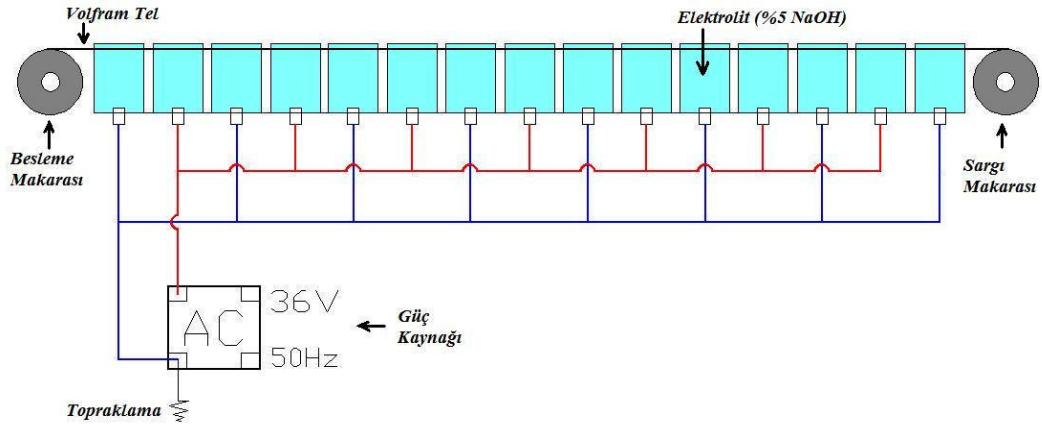 Volfram Tel
Elektrolit (%5 NaOH)
Besleme
Makarası
Sargı
Makarası
AC
36V
50Hz
Güç
Kaynağı
Topraklama